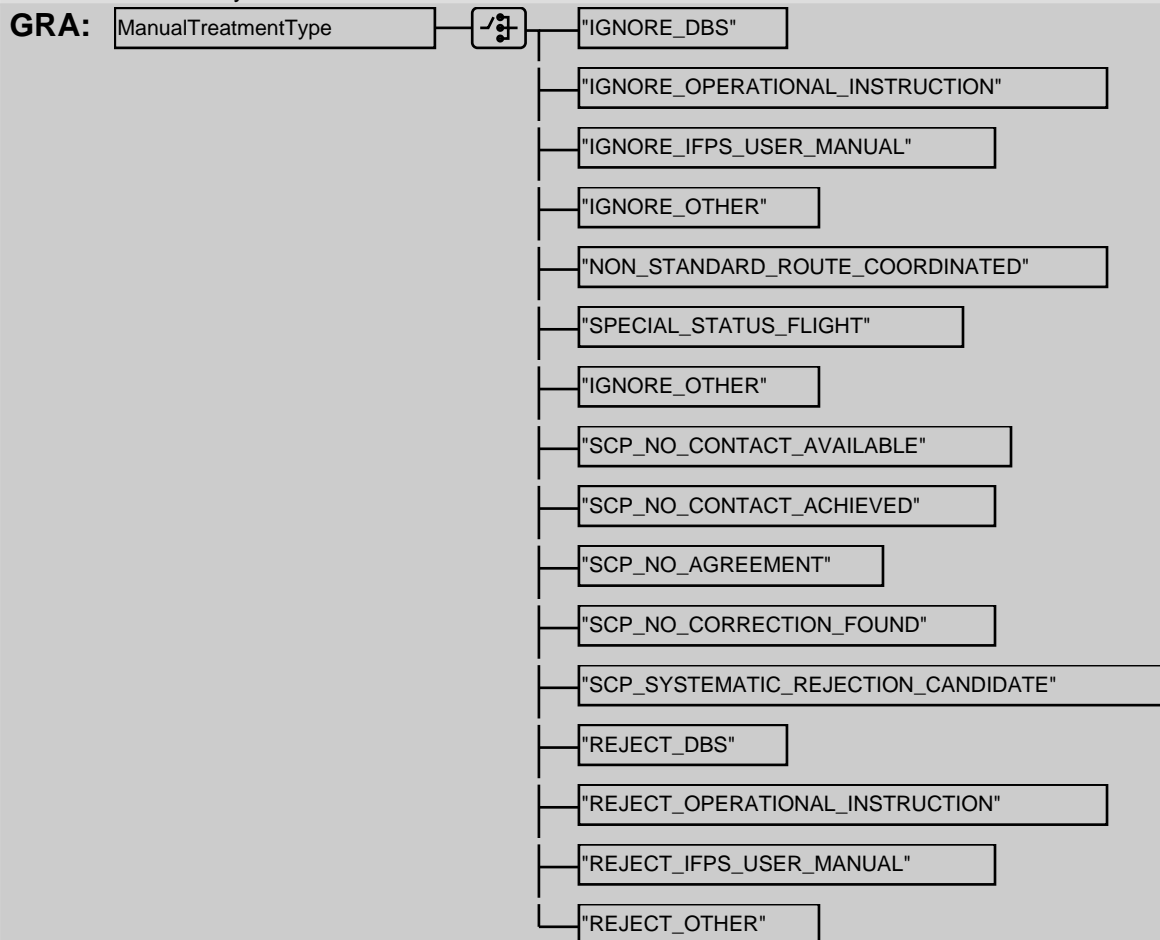 GRA: ManualTreatmentType "IGNORE_DBS"
"IGNORE_OPERATIONAL_INSTRUCTION"
"IGNORE_IFPS_USER_MANUAL"
"IGNORE_OTHER"
"NON_STANDARD_ROUTE_COORDINATED"
"SPECIAL_STATUS_FLIGHT"
"IGNORE_OTHER"
"SCP_NO_CONTACT_AVAILABLE"
"SCP_NO_CONTACT_ACHIEVED"
"SCP_NO_AGREEMENT"
"SCP_NO_CORRECTION_FOUND"
"SCP_SYSTEMATIC_REJECTION_CANDIDATE"
"REJECT_DBS"
"REJECT_OPERATIONAL_INSTRUCTION"
"REJECT_IFPS_USER_MANUAL"
"REJECT_OTHER"